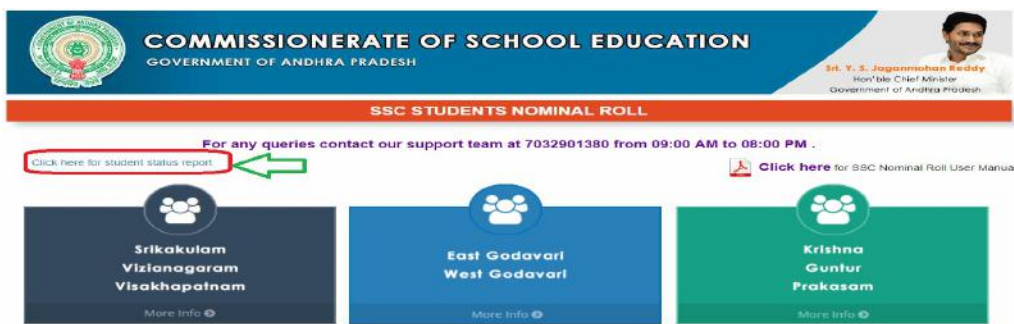 COMMISSIONERATE OF SCHOOL EDUCATION
GOVERNMENT OF ANDHRA PRADESH
Sri. Y. S. Jaganmohan Reddy
Hon'ble Chief Minister
Government of Andhra Pradesh
SSC STUDENTS NOMINAL ROLL
For any queries contact our support team at 7032901380 from 09:00 AM to 08:00 PM .
Click here for student status report
Click here for SSC Nominal Roll User Manua
Srikakulam
Vizianagaram
Visakhapatnam
More Info
East Godavari
West Godavari
More Info
Krishna
Guntur
Prakasam
More Info